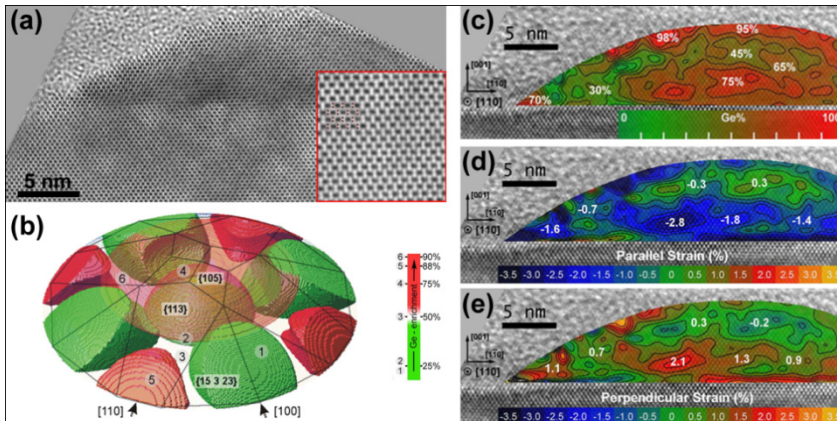 (a)
5 nm
(b)
4
{105}
6
{113}
2
3
1
5
{15 3 23}
[110]
[100]
6 90%
5 88%
4 75%
3 50%
2
1 25%
Ge - enrichment
(c)
5 nm
98%
95%
45%
65%
75%
30%
70%
[001]
[110]
0 Ge% 100
(d)
5 nm
-0.3
0.3
-0.7
-2.8
-1.8
-1.4
-1.6
[001]
[110]
Parallel Strain (%)
-3.5 -3.0 -2.5 -2.0 -1.5 -1.0 -0.5 0 0.5 1.0 1.5 2.0 2.5 3.0 3.5
(e)
5 nm
0.3
-0.2
0.7
2.1
1.3
0.9
1.1
[001]
[110]
Perpendicular Strain (%)
-3.5 -3.0 -2.5 -2.0 -1.5 -1.0 -0.5 0 0.5 1.0 1.5 2.0 2.5 3.0